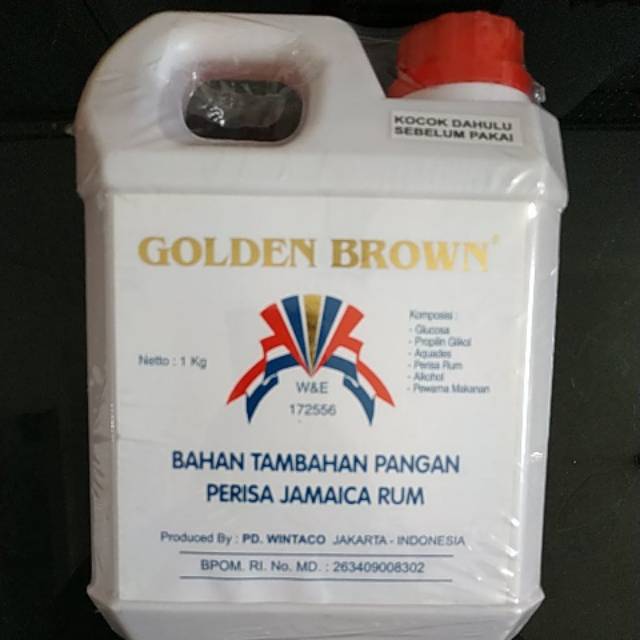 KOCOK DAHULU
SEBELUM PAKAI
GOLDEN BROWN
Netto : 1 Kg
Komposisi :
- Glucosa
- Propilin Glikol
- Aquades
- Perisa Rum
- Alkohol
- Pewarna Makanan
W&E
172556
BAHAN TAMBAHAN PANGAN
PERISA JAMAICA RUM
Produced By : PD. WINTACO JAKARTA - INDONESIA
BPOM. RI. No. MD. : 263409008302